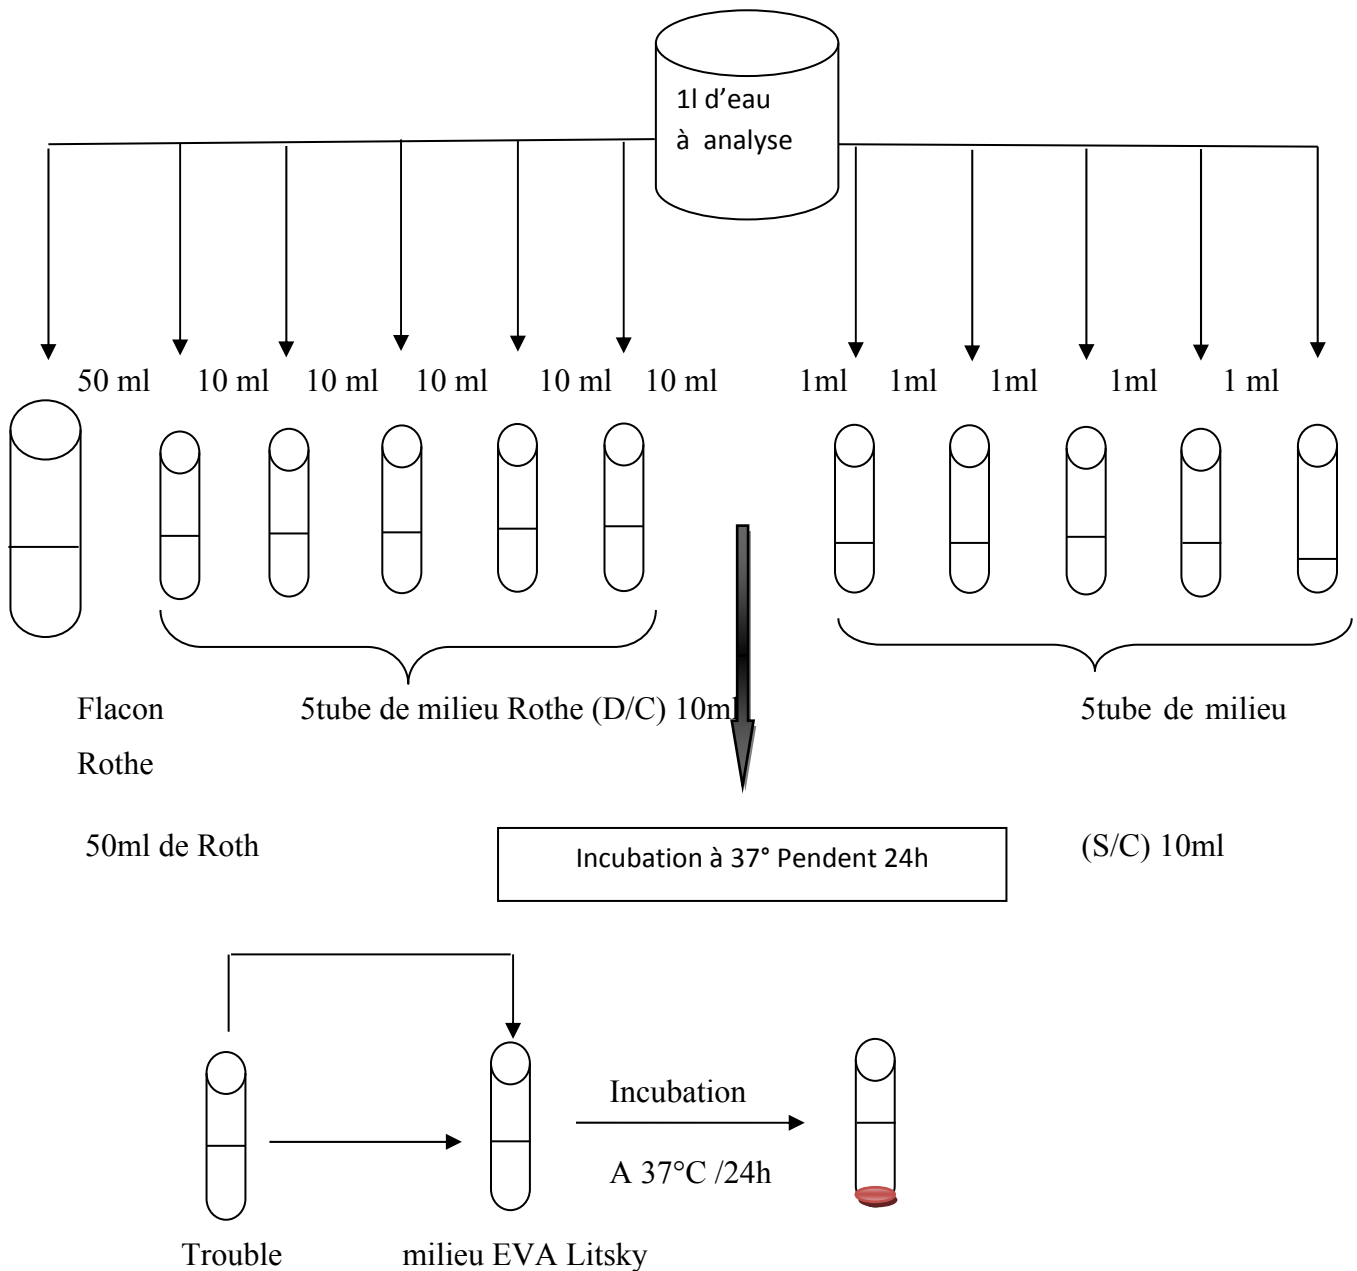 1l d’eau
à analyse
50 ml 10 ml 10 ml 10 ml 10 ml 10 ml 1ml 1ml 1ml 1ml 1 ml
Flacon 5tube de milieu Rothe (D/C) 10ml 5tube de milieu
Rothe
50ml de Roth Incubation à 37° Pendent 24h (S/C) 10ml
Incubation
A 37°C /24h
Trouble milieu EVA Litsky